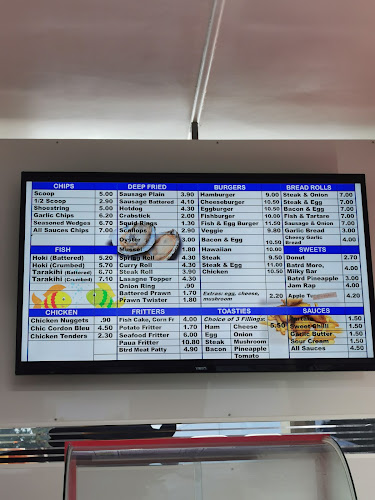 CHIPS
Scoop 5.00
1/2 Scoop 2.90
Shoestring 5.00
Garlic Chips 6.20
Seasoned Wedges 6.70
All Sauces Chips 7.00
FISH
Hoki (Battered) 5.20
Hoki (Crumbed) 5.70
Tarakihi (Battered) 6.70
Tarakihi (Crumbed) 7.10
CHICKEN
Chicken Nuggets .90
Chic Cordon Bleu 4.50
Chicken Tenders 2.30
DEEP FRIED
Sausage Plain 3.90
Sausage Battered 4.10
Hotdog 4.30
Crabstick 2.00
Squid Rings 1.30
Scallops 2.90
Oyster 3.00
Mussel 1.80
Spring Roll 4.30
Curry Roll 4.30
Steak Roll 3.90
Lasagne Topper 4.30
Onion Ring .90
Battered Prawn 1.70
Prawn Twister 1.80
FRITTERS
Fish Cake, Corn Fr 4.00
Potato Fritter 1.70
Seafood Fritter 6.00
Paua Fritter 10.80
Btrd Meat Patty 4.90
BURGERS
Hamburger 9.00
Cheeseburger 10.50
Eggburger 10.50
Fishburger 10.00
Fish & Egg Burger 11.50
Veggie 9.80
Bacon & Egg 10.50
Hawaiian 10.00
Steak 9.50
Steak & Egg 11.00
Chicken 10.50
Extras: egg, cheese, mushroom 2.20
TOASTIES
Choice of 3 Fillings: 5.50
Ham Cheese
Egg Onion
Steak Mushroom
Bacon Pineapple
Tomato
BREAD ROLLS
Steak & Onion 7.00
Steak & Egg 7.00
Bacon & Egg 7.00
Fish & Tartare 7.00
Sausage & Onion 7.00
Garlic Bread 3.00
Cheesy Garlic Bread 4.00
SWEETS
Donut 2.70
Batrd Moro, Milky Bar 4.00
Batrd Pineapple 3.00
Jam Rap 4.00
Apple 4.20
SAUCES
1.50
Sweet Chili 1.50
Garlic Butter 1.50
Sour Cream 1.50
All Sauces 4.50